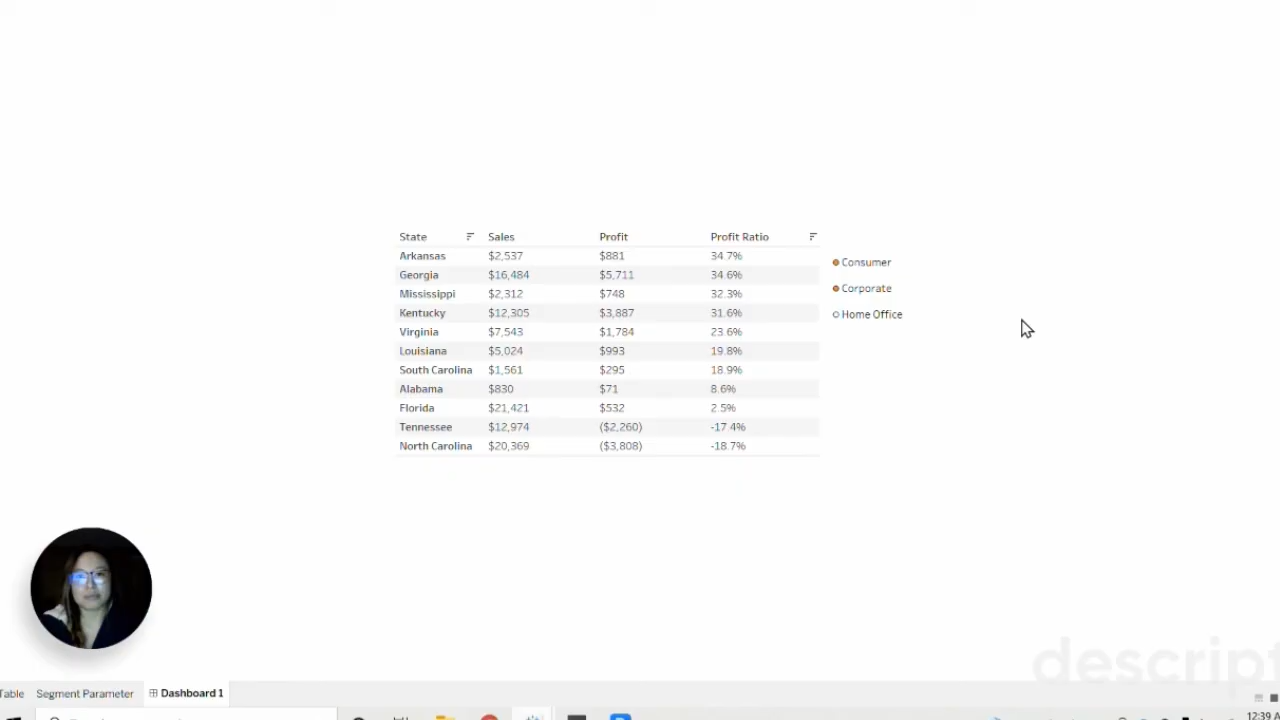 State Sales Profit Profit Ratio
Arkansas $2,537 $881 34.7%
Consumer
Georgia $16,484 $5,711 34.6%
Corporate
Mississippi $2,312 $748 32.3%
Kentucky $12,305 $3,887 31.6%
Home Office
Virginia $7,543 $1,784 23.6%
Louisiana $5,024 $993 19.8%
South Carolina $1,561 $295 18.9%
Alabama $830 $71 8.6%
Florida $21,421 $532 2.5%
Tennessee $12,974 ($2,260) -17.4%
North Carolina $20,369 ($3,808) -18.7%
descript
Table Segment Parameter Dashboard 1
12:39 A